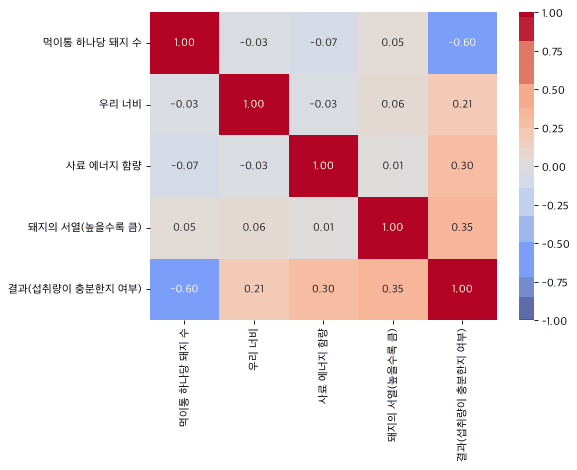 먹이통 하나당 돼지 수 1.00 -0.03 -0.07 0.05 -0.60
우리 너비 -0.03 1.00 -0.03 0.06 0.21
사료 에너지 함량 -0.07 -0.03 1.00 0.01 0.30
돼지의 서열(높을수록 큼) 0.05 0.06 0.01 1.00 0.35
결과(섭취량이 충분한지 여부) -0.60 0.21 0.30 0.35 1.00
먹이통 하나당 돼지 수
우리 너비
사료 에너지 함량
돼지의 서열(높을수록 큼)
결과(섭취량이 충분한지 여부)
1.00
0.75
0.50
0.25
0.00
-0.25
-0.50
-0.75
-1.00